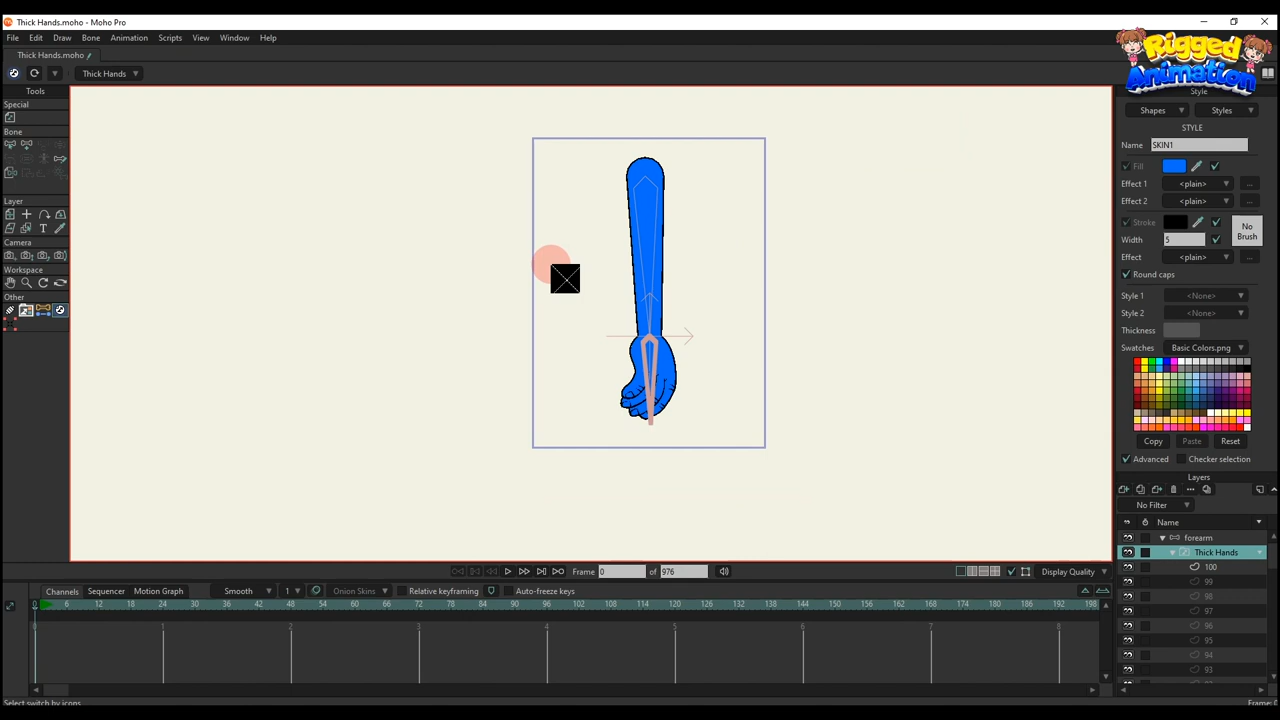 Thick Hands.moho - Moho Pro
File Edit Draw Bone Animation Scripts View Window Help
Thick Hands.moho
Thick Hands
Rigged
Animation
Tools
Special
Bone
Layer
Camera
Workspace
Other
Style
Shapes Styles
STYLE
Name SKIN1
Fill
Effect 1 <plain> ...
Effect 2 <plain> ...
Stroke
No
Brush
Width 5
Effect <plain> ...
Round caps
Style 1 <None>
Style 2 <None>
Thickness
Swatches Basic Colors.png
Copy Paste Reset
Advanced Checker selection
Layers
No Filter
Name
forearm
Thick Hands
100
99
98
97
96
95
94
93
Frame 0 of 976 Display Quality
Channels Sequencer Motion Graph Smooth 1 Onion Skins Relative keyframing Auto-freeze keys
0 6 12 18 24 30 36 42 48 54 60 66 72 78 84 90 96 102 108 114 120 126 132 138 144 150 156 162 168 174 180 186 192 198
0 1 2 3 4 5 6 7 8
Select switch by icons
Frame: 0